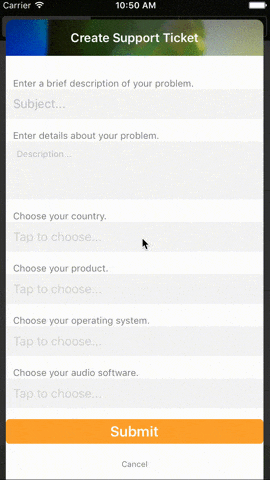 Carrier 10:50 AM
Create Support Ticket
Enter a brief description of your problem.
Subject...
Enter details about your problem.
Description...
Choose your country.
Tap to choose...
Choose your product.
Tap to choose...
Choose your operating system.
Tap to choose...
Choose your audio software.
Tap to choose...
Submit
Cancel